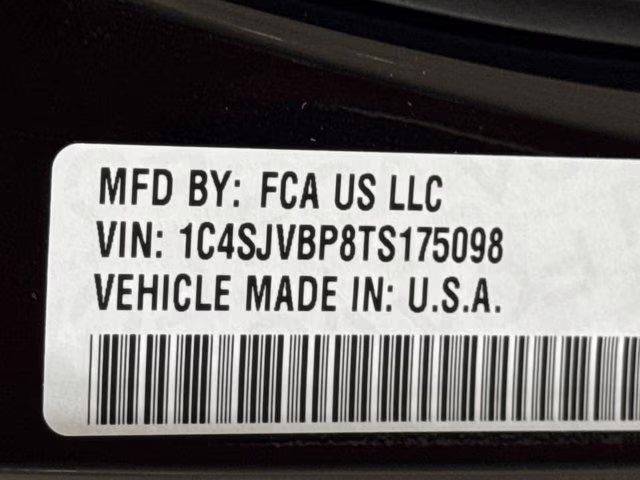 MFD BY: FCA US LLC
VIN: 1C4SJVBP8TS175098
VEHICLE MADE IN: U.S.A.